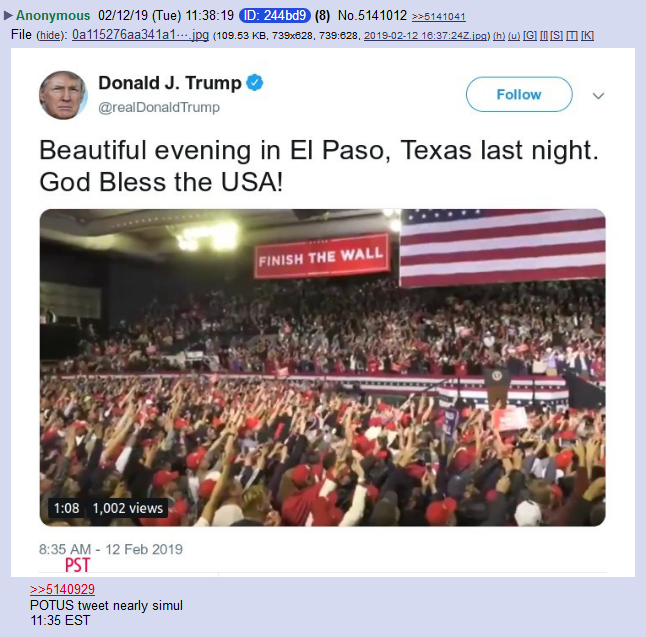 Anonymous 02/12/19 (Tue) 11:38:19 ID: 244bd9 (8) No.5141012 >>5141041
File (hide): 0a115276aa341a1···.jpg (109.53 KB, 739x628, 739:628, 2019-02-12 16:37:24Z.jpg) (h) (u) [G] [I] [S] [T] [K]
Donald J. Trump
@realDonaldTrump
Follow
Beautiful evening in El Paso, Texas last night.
God Bless the USA!
FINISH THE WALL
1:08 1,002 views
8:35 AM - 12 Feb 2019
PST
>>5140929
POTUS tweet nearly simul
11:35 EST